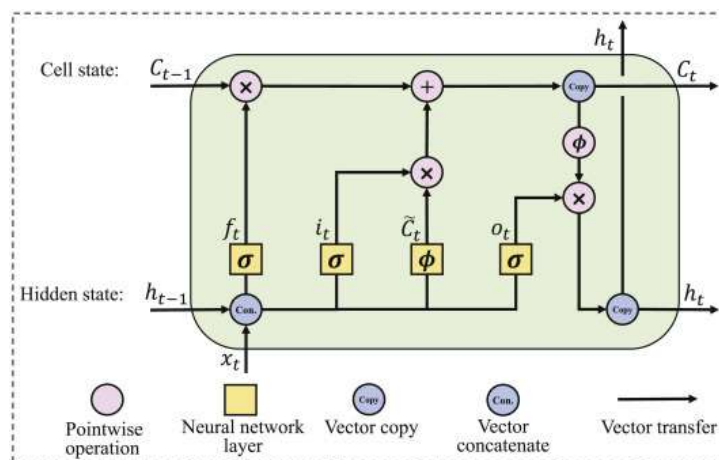 h_t
Cell state: C_{t-1} × + Copy C_t
ϕ
× ×
f_t i_t C̃_t o_t
σ σ ϕ σ
Hidden state: h_{t-1} Con. Copy h_t
x_t
Copy Con.
Pointwise operation
Neural network layer
Vector copy
Vector concatenate
Vector transfer